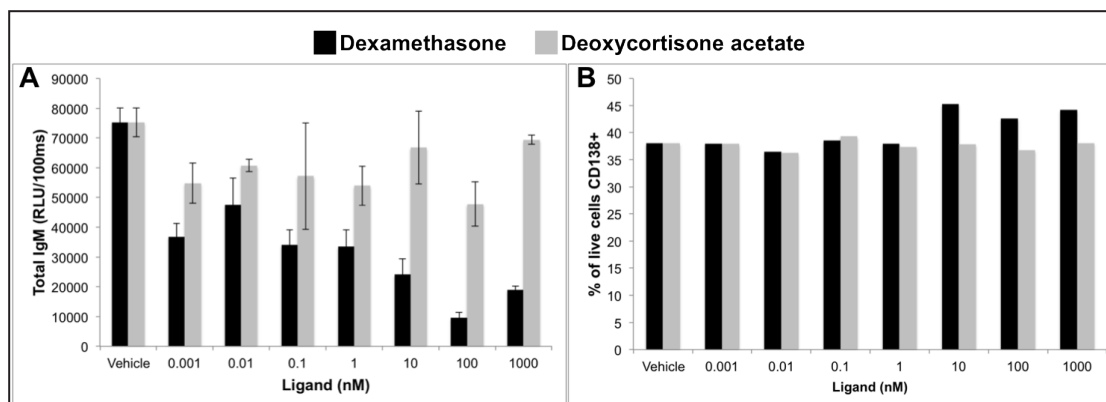 Dexamethasone Deoxycortisone acetate
A
90000
80000
70000
60000
50000
40000
30000
20000
10000
0
Total IgM (RLU/100ms)
Vehicle 0.001 0.01 0.1 1 10 100 1000
Ligand (nM)
B
50
45
40
35
30
25
20
15
10
5
0
% of live cells CD138+
Vehicle 0.001 0.01 0.1 1 10 100 1000
Ligand (nM)